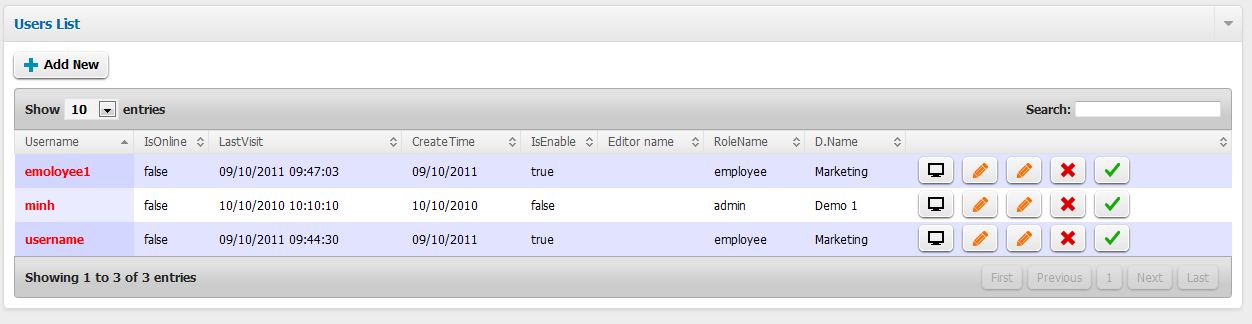 Users List
Add New
Show 10 entries Search:
Username IsOnline LastVisit CreateTime IsEnable Editor name RoleName D.Name
emoloyee1 false 09/10/2011 09:47:03 09/10/2011 true employee Marketing
minh false 10/10/2010 10:10:10 10/10/2010 false admin Demo 1
username false 09/10/2011 09:44:30 09/10/2011 true employee Marketing
Showing 1 to 3 of 3 entries First Previous 1 Next Last